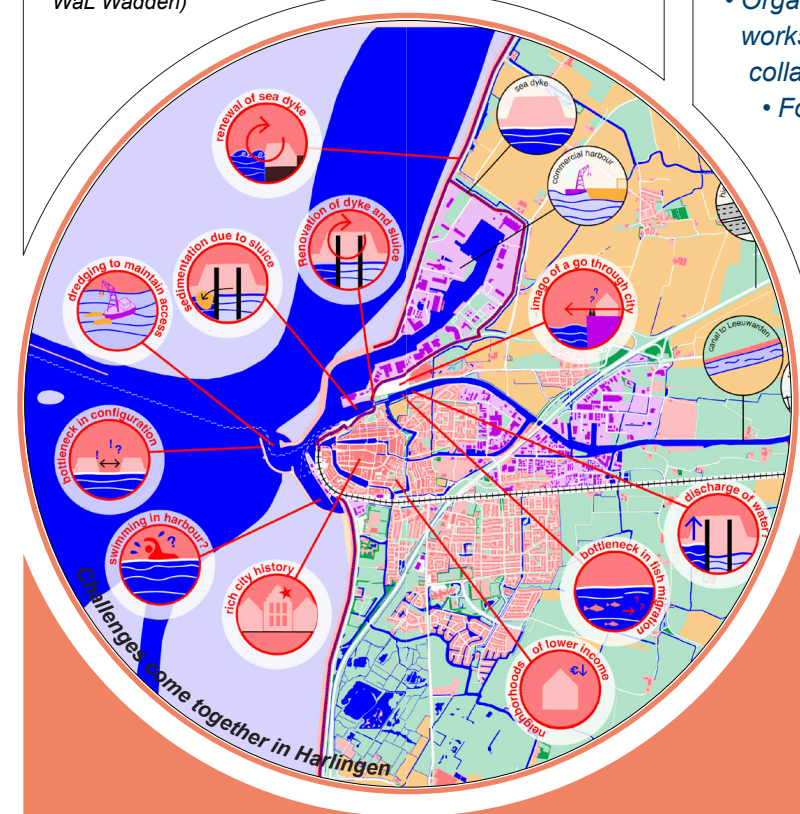 WaL Wadden)
• Orga
works
colla
• Fo
sea dyke
renewal of sea dyke
commercial harbour
Renovation of dyke and sluice
sedimentation due to sluice
dredging to maintain access
imago of a go through city
canal to Leeuwarden
bottleneck in configuration
! ! ?
?
?
swimming in harbour?
?
discharge of water?
bottleneck in fish migration
? ?
rich city history
neighborhoods of lower income
€↓
Challenges come together in Harlingen